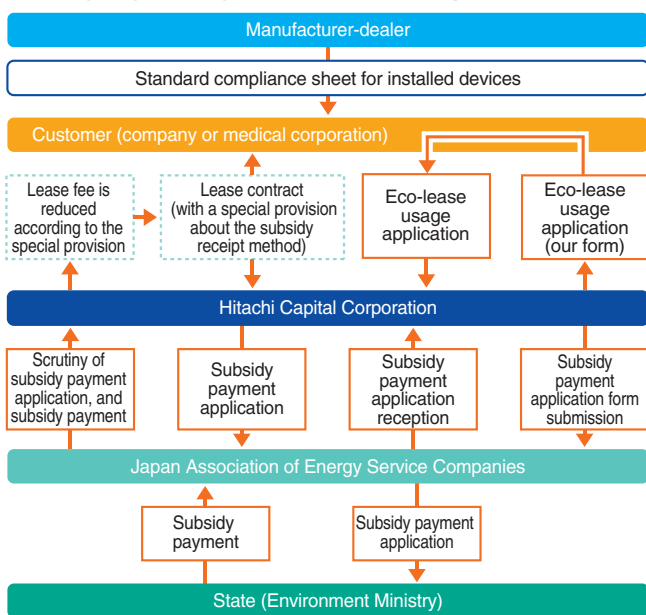 Manufacturer-dealer
Standard compliance sheet for installed devices
Customer (company or medical corporation)
Lease fee is
reduced
according to the
special provision
Lease contract
(with a special provision
about the subsidy
receipt method)
Eco-lease
usage
application
Eco-lease
usage
application
(our form)
Hitachi Capital Corporation
Scrutiny of
subsidy payment
application, and
subsidy payment
Subsidy
payment
application
Subsidy
payment
application
reception
Subsidy
payment
application form
submission
Japan Association of Energy Service Companies
Subsidy
payment
Subsidy payment
application
State (Environment Ministry)